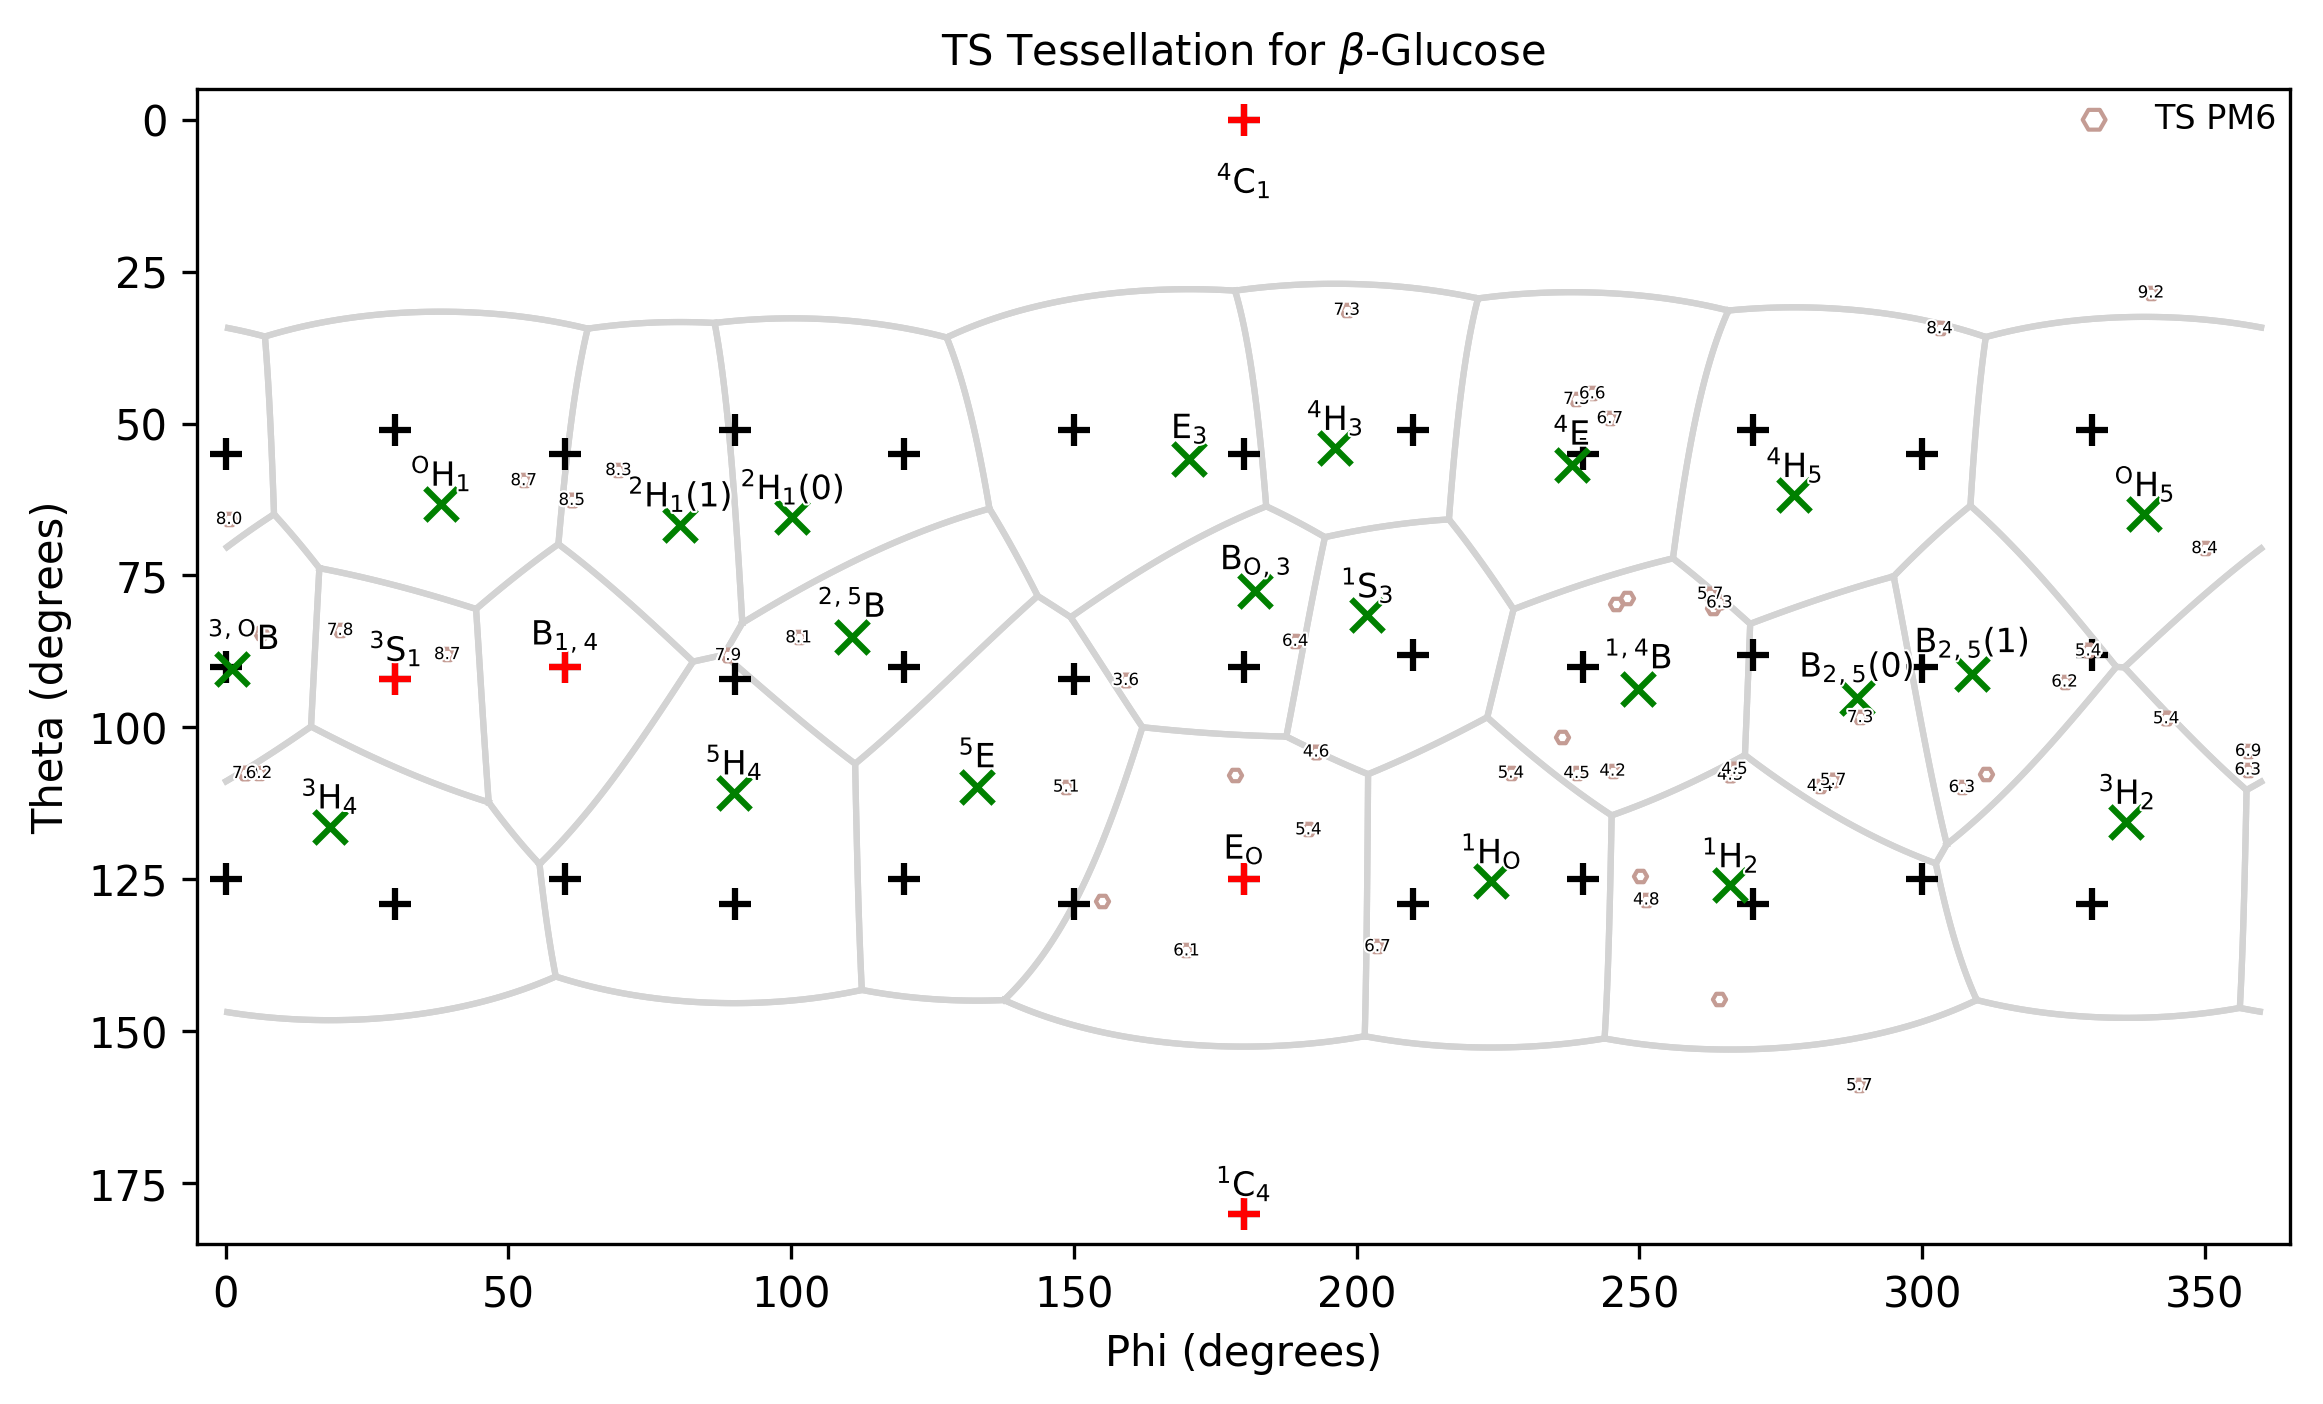 TS Tessellation for β-Glucose
TS PM6
0
25
50
75
100
125
150
175
Theta (degrees)
⁴C₁
9.2
7.3
8.4
6.6
6.7
E₃
⁴H₃
⁴E
⁴H₅
ᴼH₁
8.7
8.3
8.5
²H₁(1)
²H₁(0)
ᴼH₅
8.0
8.4
B_O,3
¹S₃
5.7
6.3
²,⁵B
³,ᴼB
7.8
³S₁
8.7
B₁,₄
7.9
8.1
6.4
3.6
¹,⁴B
B₂,₅(0)
B₂,₅(1)
5.4
6.2
7.3
5.4
4.6
6.9
6.3
6.2
⁵H₄
⁵E
5.1
5.4
4.5
4.2
4.5
5.7
6.3
³H₄
³H₂
5.4
E_O
¹H_O
¹H₂
4.8
6.1
6.7
5.7
¹C₄
0
50
100
150
200
250
300
350
Phi (degrees)